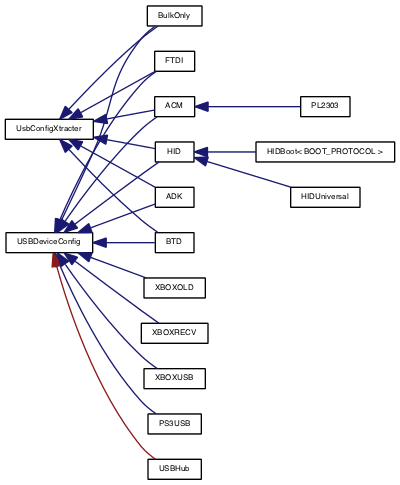 BulkOnly
FTDI
ACM
PL2303
UsbConfigXtracter
HID
HIDBoot< BOOT_PROTOCOL >
ADK
HIDUniversal
USBDeviceConfig
BTD
XBOXOLD
XBOXRECV
XBOXUSB
PS3USB
USBHub